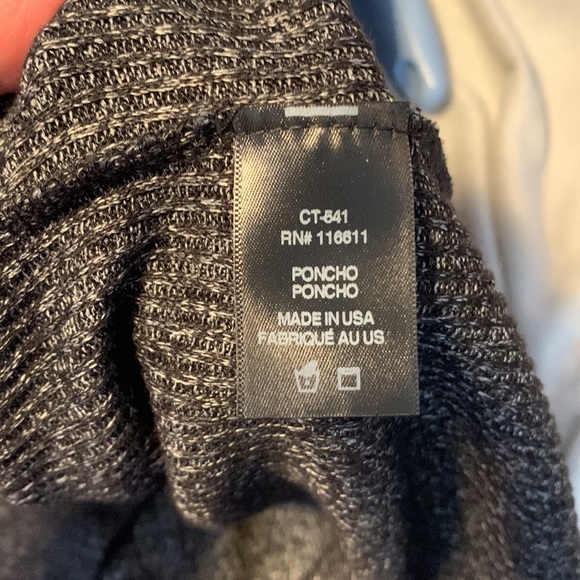 CT-541
RN# 116611
PONCHO
PONCHO
MADE IN USA
FABRIQUÉ AU US